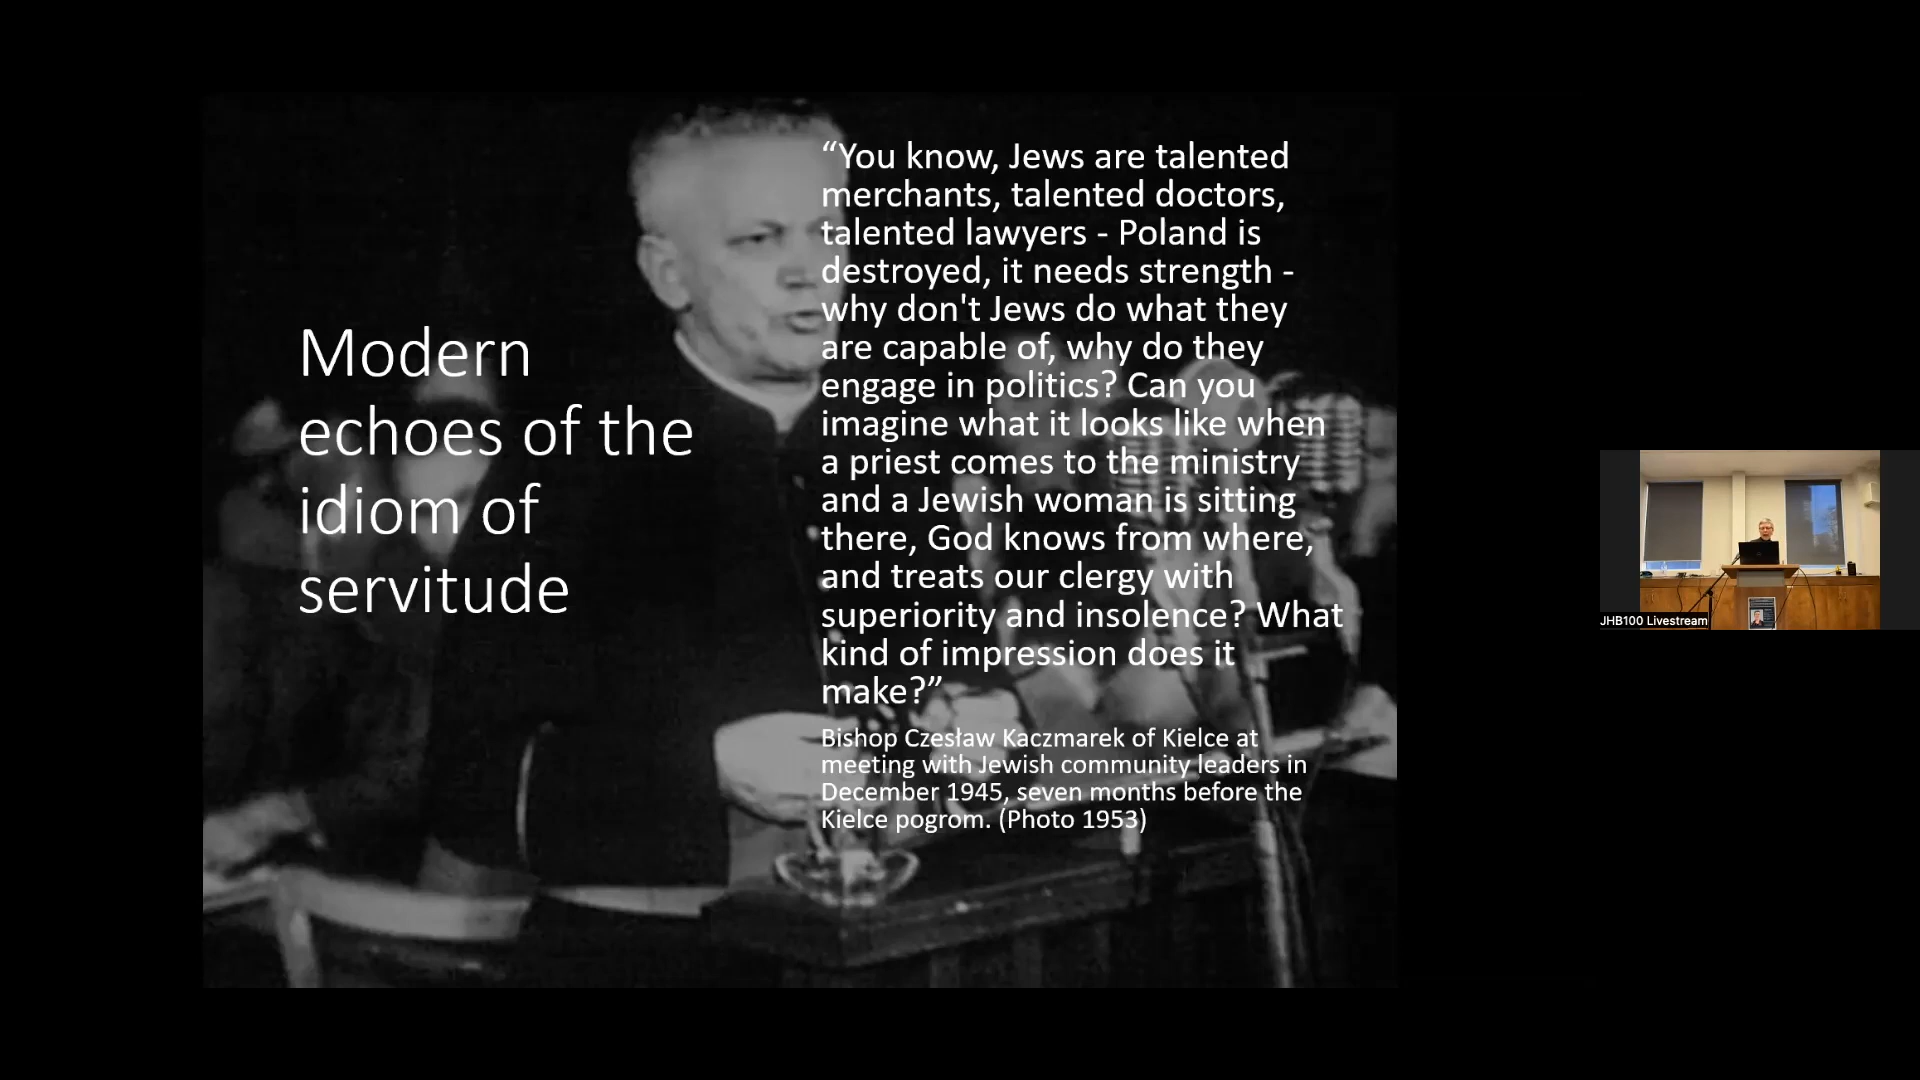 Modern
echoes of the
idiom of
servitude
“You know, Jews are talented
merchants, talented doctors,
talented lawyers - Poland is
destroyed, it needs strength -
why don't Jews do what they
are capable of, why do they
engage in politics? Can you
imagine what it looks like when
a priest comes to the ministry
and a Jewish woman is sitting
there, God knows from where,
and treats our clergy with
superiority and insolence? What
kind of impression does it
make?”
Bishop Czesław Kaczmarek of Kielce at
meeting with Jewish community leaders in
December 1945, seven months before the
Kielce pogrom. (Photo 1953)
JHB100 Livestream